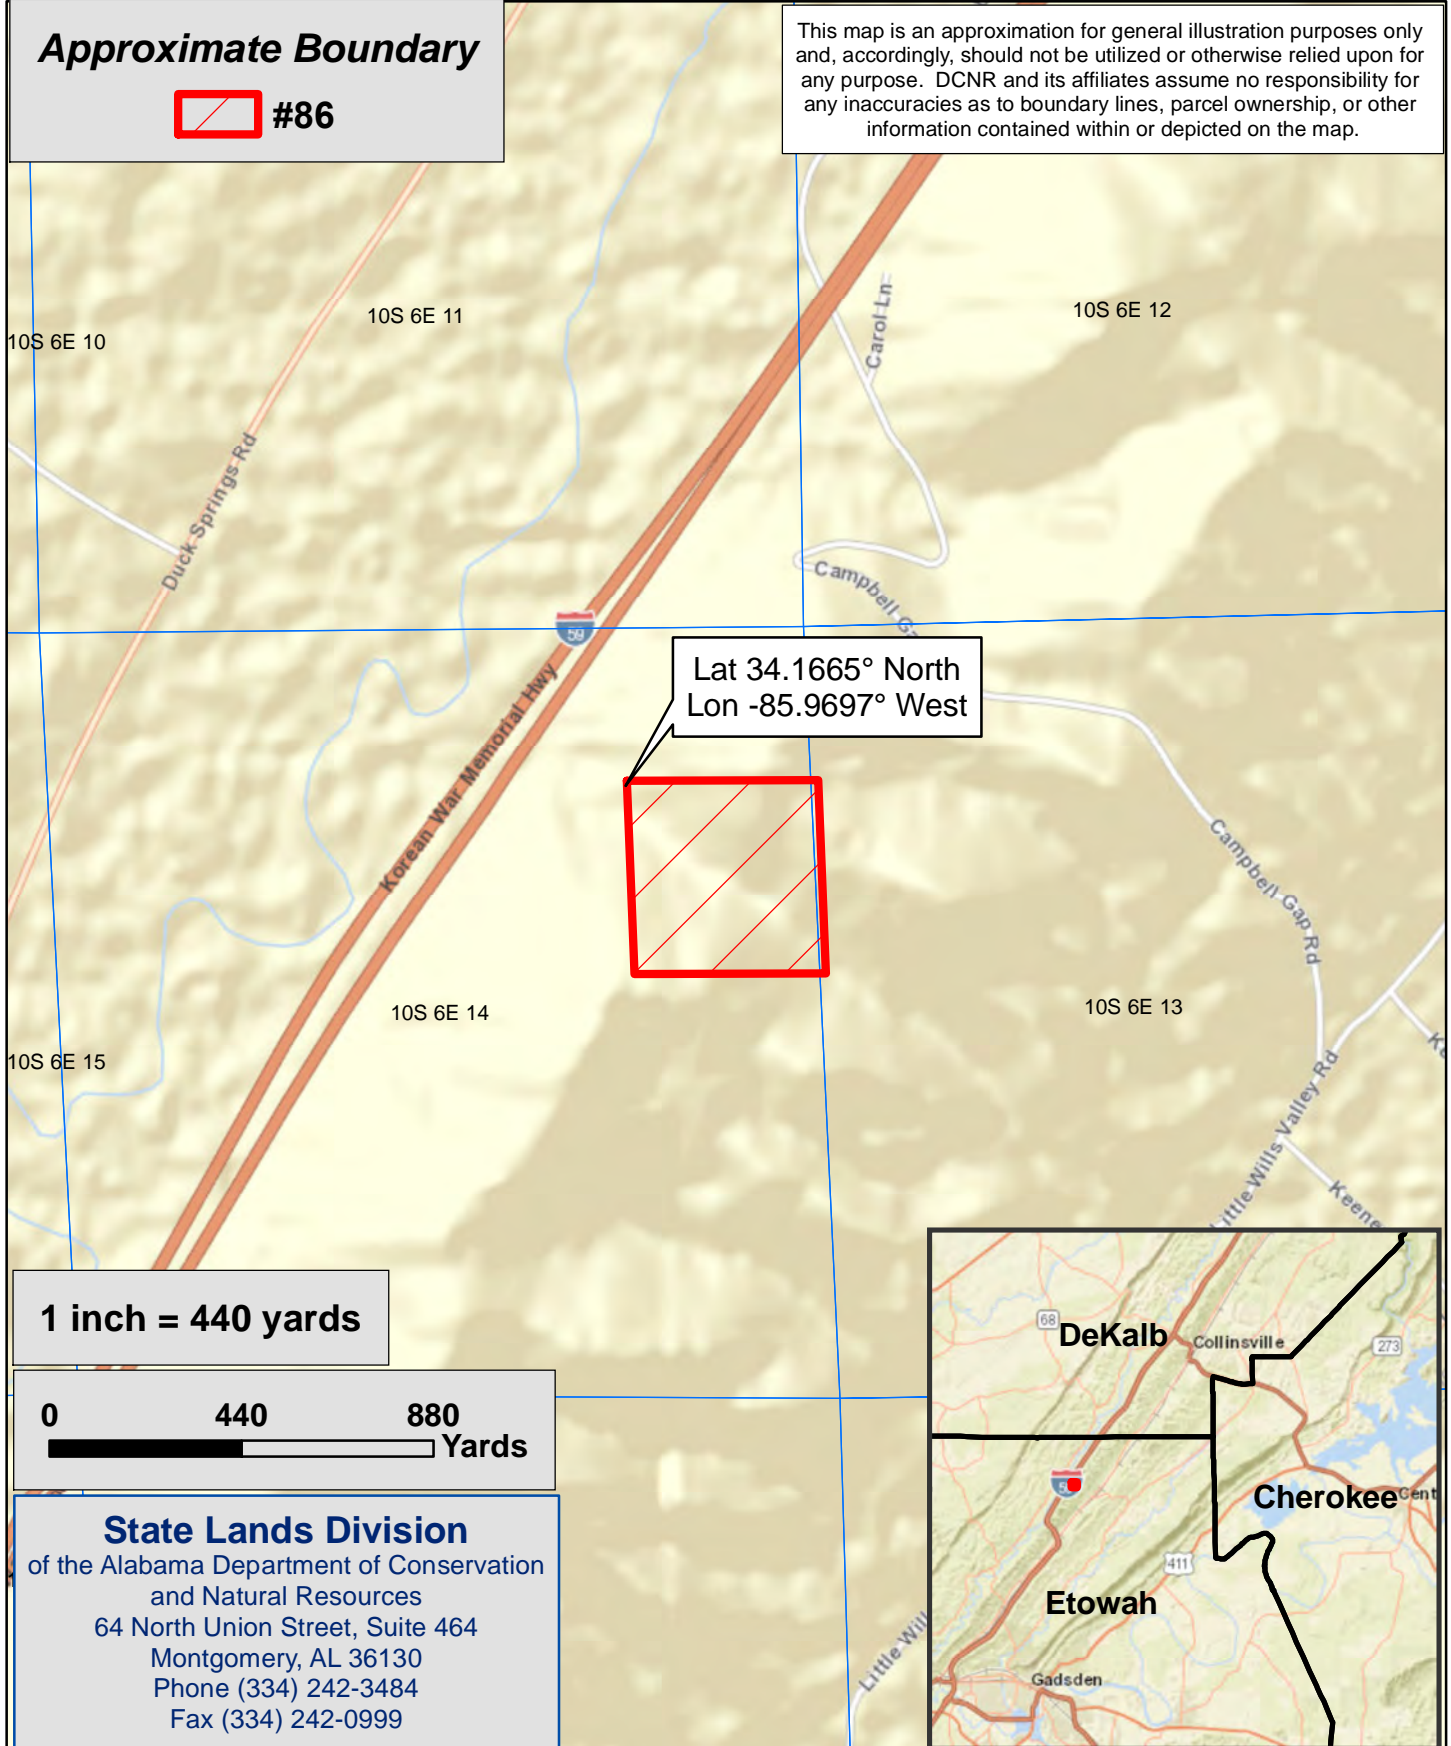 Approximate Boundary
#86
This map is an approximation for general illustration purposes only
and, accordingly, should not be utilized or otherwise relied upon for
any purpose. DCNR and its affiliates assume no responsibility for
any inaccuracies as to boundary lines, parcel ownership, or other
information contained within or depicted on the map.
10S 6E 10
10S 6E 11
10S 6E 12
Carol Ln
Duck Springs Rd
Campbell Ga
59
Korean War Memorial Hwy
Lat 34.1665° North
Lon -85.9697° West
Campbell Gap Rd
10S 6E 14
10S 6E 13
10S 6E 15
Little Wills Valley Rd
Ke
Keene
1 inch = 440 yards
0 440 880
Yards
State Lands Division
of the Alabama Department of Conservation
and Natural Resources
64 North Union Street, Suite 464
Montgomery, AL 36130
Phone (334) 242-3484
Fax (334) 242-0999
Little Will
68
DeKalb
Collinsville
273
5
Cherokee
Cent
411
Etowah
Gadsden